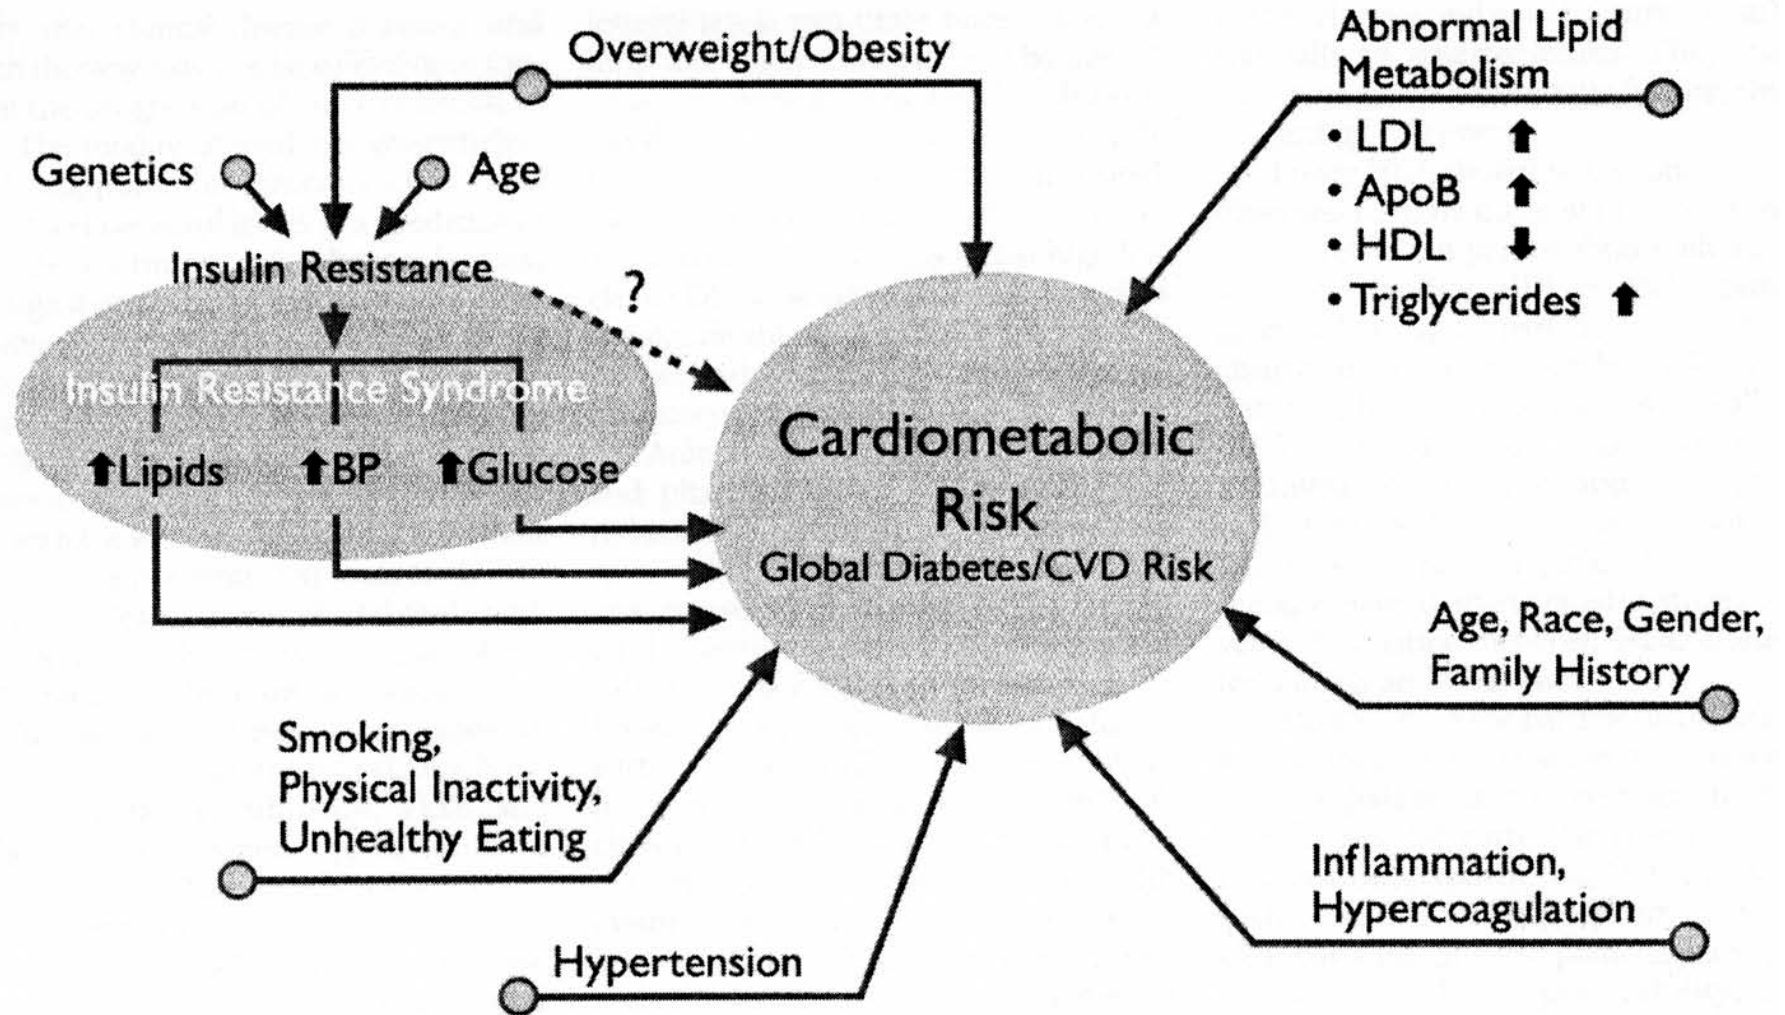 Overweight/Obesity
Abnormal Lipid
Metabolism
• LDL ⬆
• ApoB ⬆
• HDL ⬇
• Triglycerides ⬆
Genetics
Age
Insulin Resistance
?
Insulin Resistance Syndrome
⬆Lipids ⬆BP ⬆Glucose
Cardiometabolic
Risk
Global Diabetes/CVD Risk
Age, Race, Gender,
Family History
Smoking,
Physical Inactivity,
Unhealthy Eating
Inflammation,
Hypercoagulation
Hypertension